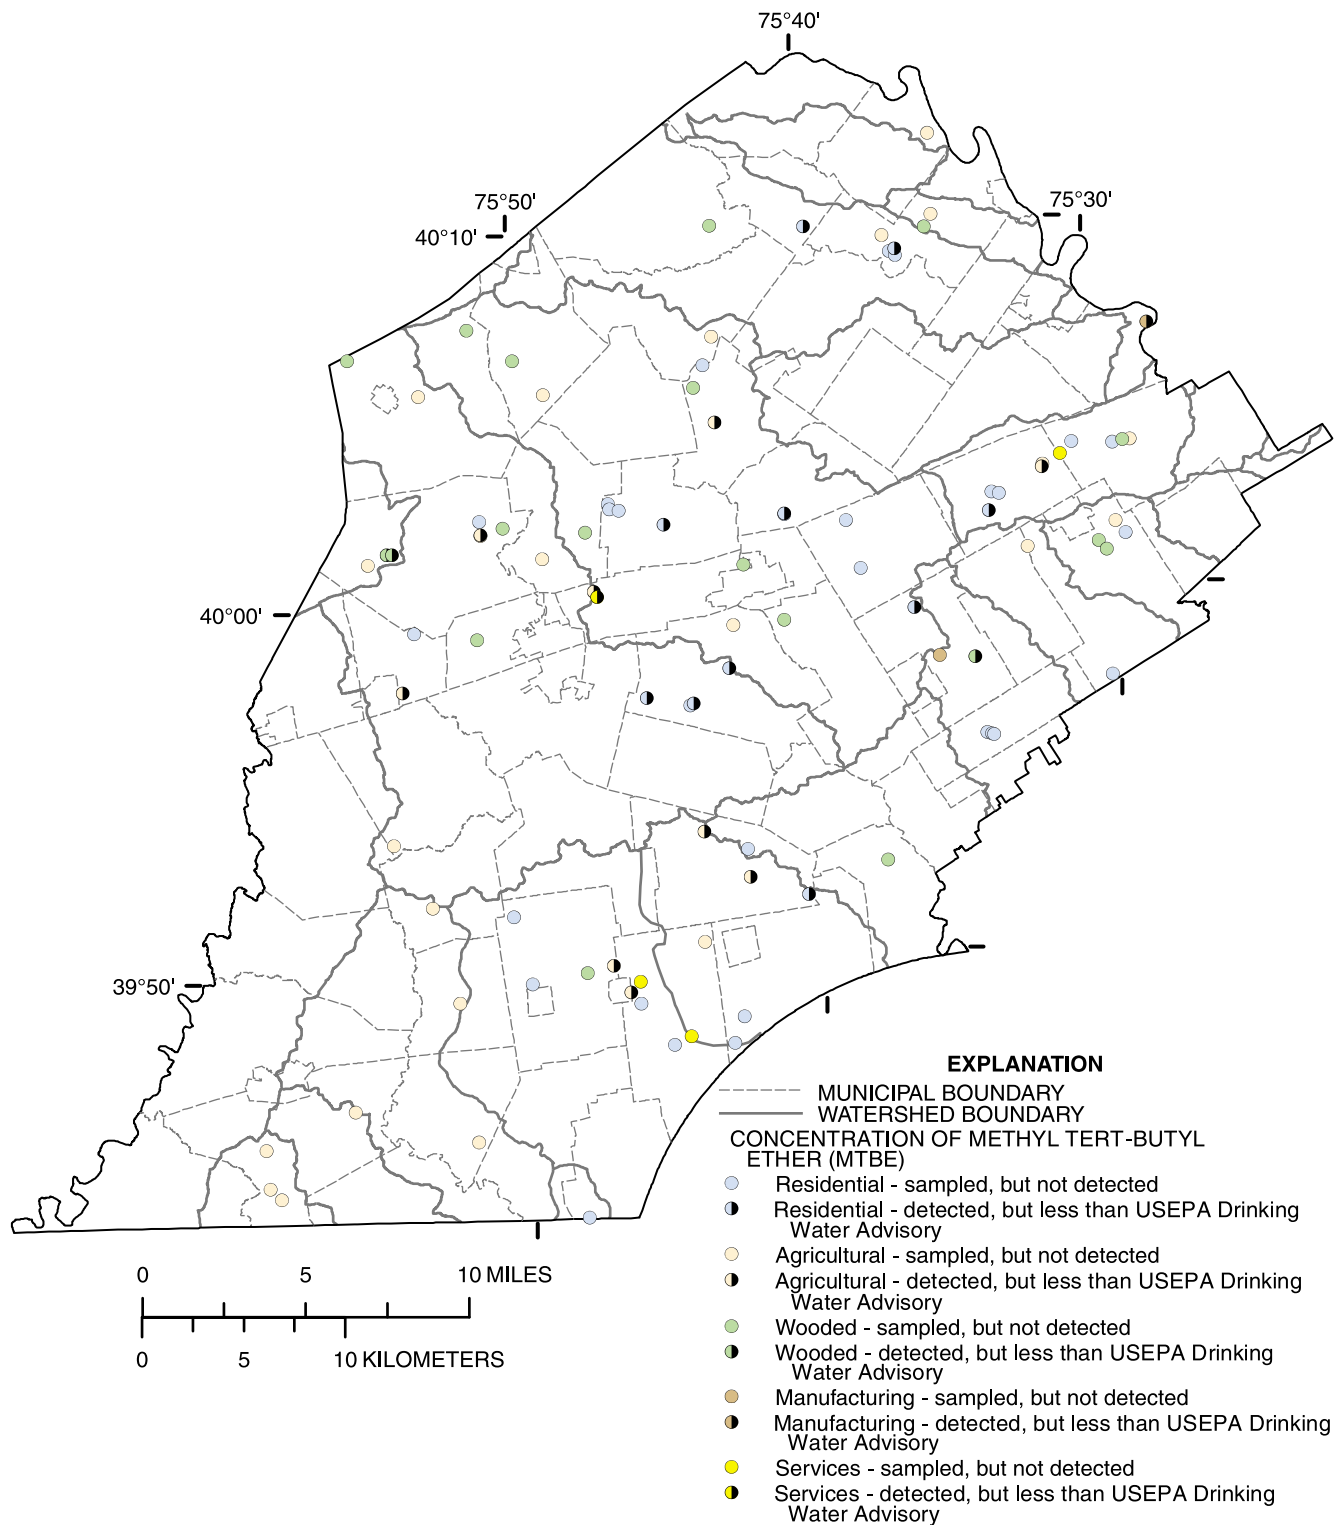 75°40'
75°50'
75°30'
40°10'
40°00'
39°50'
EXPLANATION
MUNICIPAL BOUNDARY
WATERSHED BOUNDARY
CONCENTRATION OF METHYL TERT-BUTYL
ETHER (MTBE)
Residential - sampled, but not detected
Residential - detected, but less than USEPA Drinking
Water Advisory
Agricultural - sampled, but not detected
Agricultural - detected, but less than USEPA Drinking
Water Advisory
Wooded - sampled, but not detected
Wooded - detected, but less than USEPA Drinking
Water Advisory
Manufacturing - sampled, but not detected
Manufacturing - detected, but less than USEPA Drinking
Water Advisory
Services - sampled, but not detected
Services - detected, but less than USEPA Drinking
Water Advisory
0 5 10 MILES
0 5 10 KILOMETERS